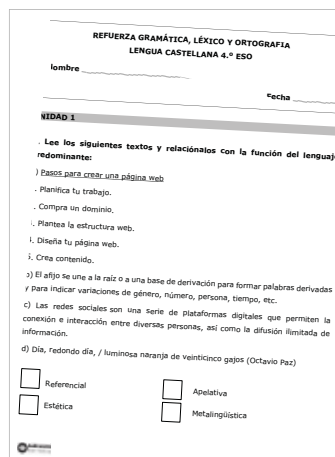 REFUERZA GRAMÁTICA, LÉXICO Y ORTOGRAFIA
LENGUA CASTELLANA 4.º ESO
lombre
echa
NIDAD 1
. Lee los siguientes textos y relaciónalos con la función del lenguaj
redominante:
) Pasos para crear una página web
. Planifica tu trabajo.
. Compra un dominio.
. Plantea la estructura web.
. Diseña tu página web.
. Crea contenido.
) El afijo se une a la raíz o a una base de derivación para formar palabras derivadas
y Para indicar variaciones de género, número, persona, tiempo, etc.
c) Las redes sociales son una serie de plataformas digitales que permiten la
conexión e interacción entre diversas personas, así como la difusión ilimitada de
información.
d) Día, redondo día, / luminosa naranja de veinticinco gajos (Octavio Paz)
Referencial
Apelativa
Estética
Metalingüística